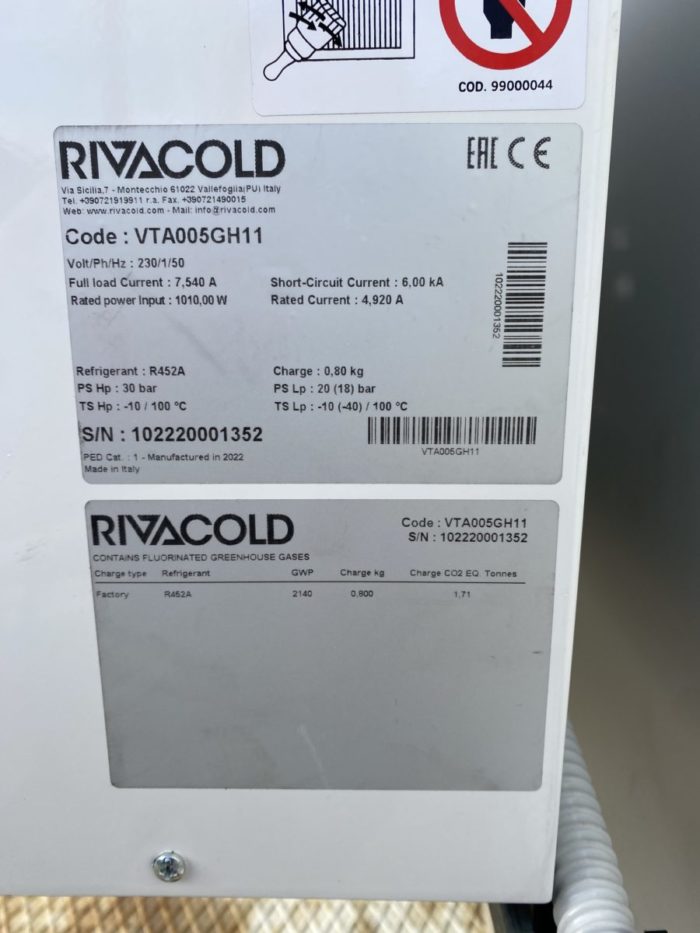 COD. 99000044
RIVACOLD
EAC CE
Via Sicilia,7 - Montecchio 61022 Vallefoglia(PU) Italy
Tel. +390721919911 r.a. Fax. +390721490015
Web: www.rivacold.com - Mail: info@rivacold.com
Code : VTA005GH11
Volt/Ph/Hz : 230/1/50
Full load Current : 7,540 A Short-Circuit Current : 6,00 kA
Rated power Input : 1010,00 W Rated Current : 4,920 A
102220001352
Refrigerant : R452A Charge : 0,80 kg
PS Hp : 30 bar PS Lp : 20 (18) bar
TS Hp : -10 / 100 °C TS Lp : -10 (-40) / 100 °C
S/N : 102220001352
VTA005GH11
PED Cat. : 1 - Manufactured in 2022
Made in Italy
RIVACOLD
Code : VTA005GH11
S/N : 102220001352
CONTAINS FLUORINATED GREENHOUSE GASES
Charge type Refrigerant GWP Charge kg Charge CO2 EQ. Tonnes
Factory R452A 2140 0,800 1,71